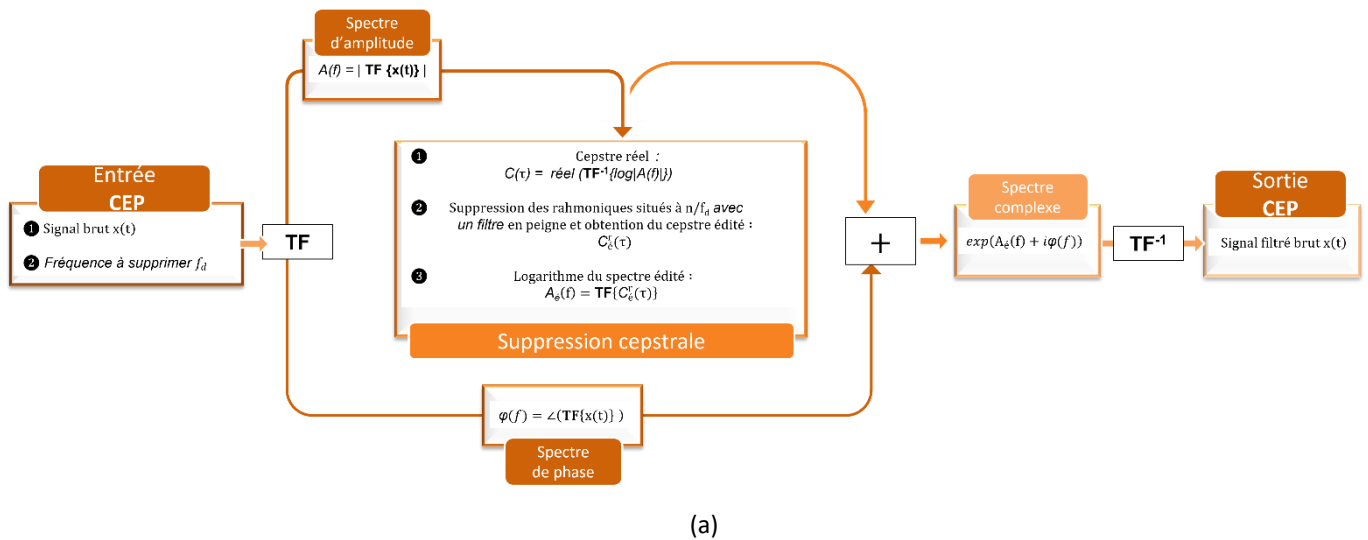 Entrée
CEP
❶ Signal brut x(t)
❷ Fréquence à supprimer f_d
TF
Spectre
d'amplitude
A(f) = | TF {x(t)} |
❶ Cepstre réel :
C(τ) = réel (TF⁻¹{log|A(f)|})
❷ Suppression des rahmoniques situés à n/f_d avec
un filtre en peigne et obtention du cepstre édité :
C_é^r(τ)
❸ Logarithme du spectre édité :
A_é(f) = TF{C_é^r(τ)}
Suppression cepstrale
φ(f) = ∠(TF{x(t)} )
Spectre
de phase
+
Spectre
complexe
exp(A_é(f) + iφ(f))
TF⁻¹
Sortie
CEP
Signal filtré brut x(t)
(a)